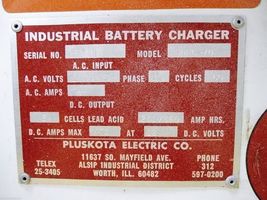 INDUSTRIAL BATTERY CHARGER
SERIAL NO. MODEL
A.C. INPUT
A.C. VOLTS PHASE CYCLES
A.C. AMPS
D.C. OUTPUT
CELLS LEAD ACID AMP HRS.
D.C. AMPS MAX AT D.C. VOLTS
PLUSKOTA ELECTRIC CO.
11637 SO. MAYFIELD AVE.
TELEX ALSIP INDUSTRIAL DISTRICT PHONE 312
25-3405 WORTH, ILL. 60482 597-0200